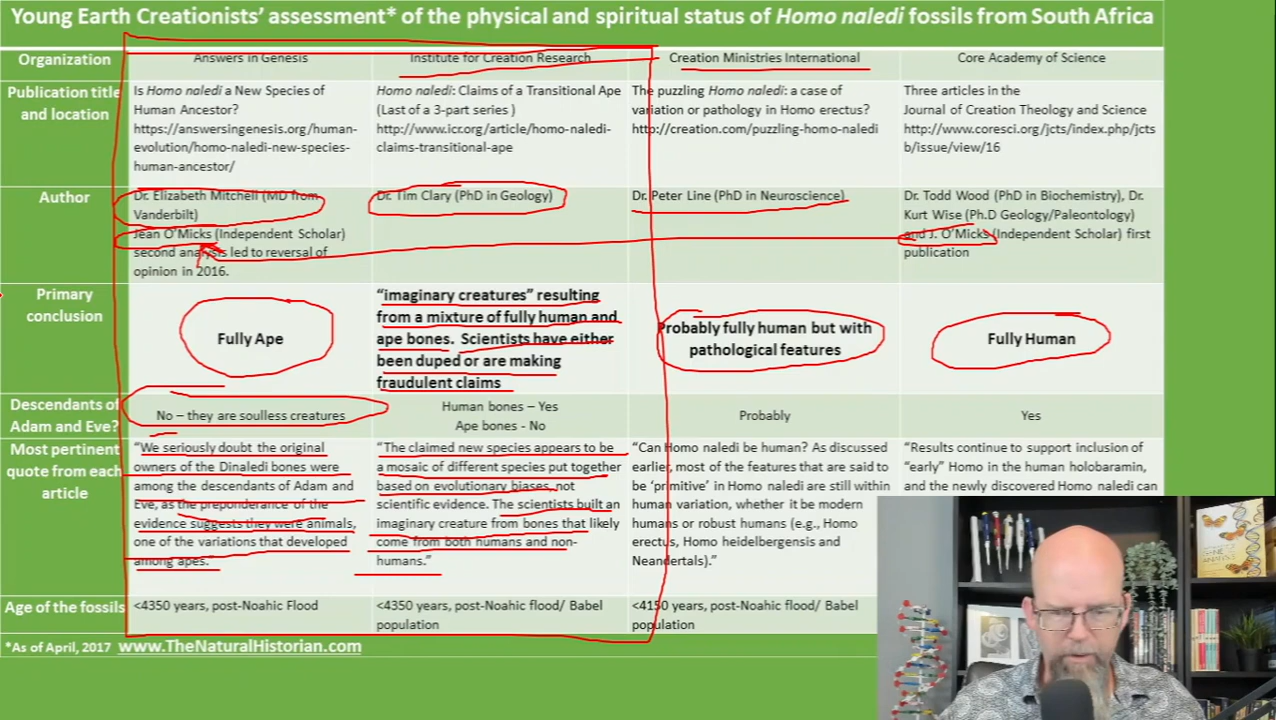 Young Earth Creationists' assessment* of the physical and spiritual status of Homo naledi fossils from South Africa
Organization
Answers in Genesis
Institute for Creation Research
Creation Ministries International
Core Academy of Science
Publication title
and location
Is Homo naledi a New Species of
Human Ancestor?
https://answersingenesis.org/human-
evolution/homo-naledi-new-species-
human-ancestor/
Homo naledi: Claims of a Transitional Ape
(Last of a 3-part series )
http://www.icr.org/article/homo-naledi-
claims-transitional-ape
The puzzling Homo naledi: a case of
variation or pathology in Homo erectus?
http://creation.com/puzzling-homo-naledi
Three articles in the
Journal of Creation Theology and Science
http://www.coresci.org/jcts/index.php/jcts
b/issue/view/16
Author
Dr. Elizabeth Mitchell (MD from
Vanderbilt)
Jean O'Micks (Independent Scholar)
second analysis led to reversal of
opinion in 2016.
Dr. Tim Clary (PhD in Geology)
Dr. Peter Line (PhD in Neuroscience)
Dr. Todd Wood (PhD in Biochemistry), Dr.
Kurt Wise (Ph.D Geology/Paleontology)
and J. O'Micks (Independent Scholar) first
publication
Primary
conclusion
Fully Ape
"imaginary creatures" resulting
from a mixture of fully human and
ape bones. Scientists have either
been duped or are making
fraudulent claims
Probably fully human but with
pathological features
Fully Human
Descendants of
Adam and Eve?
No – they are soulless creatures
Human bones – Yes
Ape bones - No
Probably
Yes
Most pertinent
quote from each
article
"We seriously doubt the original
owners of the Dinaledi bones were
among the descendants of Adam and
Eve, as the preponderance of the
evidence suggests they were animals,
one of the variations that developed
among apes."
"The claimed new species appears to be
a mosaic of different species put together
based on evolutionary biases, not
scientific evidence. The scientists built an
imaginary creature from bones that likely
come from both humans and non-
humans."
"Can Homo naledi be human? As discussed
earlier, most of the features that are said to
be 'primitive' in Homo naledi are still within
human variation, whether it be modern
humans or robust humans (e.g., Homo
erectus, Homo heidelbergensis and
Neandertals)."
"Results continue to support inclusion of
"early" Homo in the human holobaramin,
and the newly discovered Homo naledi can
Age of the fossils
<4350 years, post-Noahic Flood
<4350 years, post-Noahic flood/ Babel
population
<4150 years, post-Noahic flood/ Babel
population
*As of April, 2017 www.TheNaturalHistorian.com